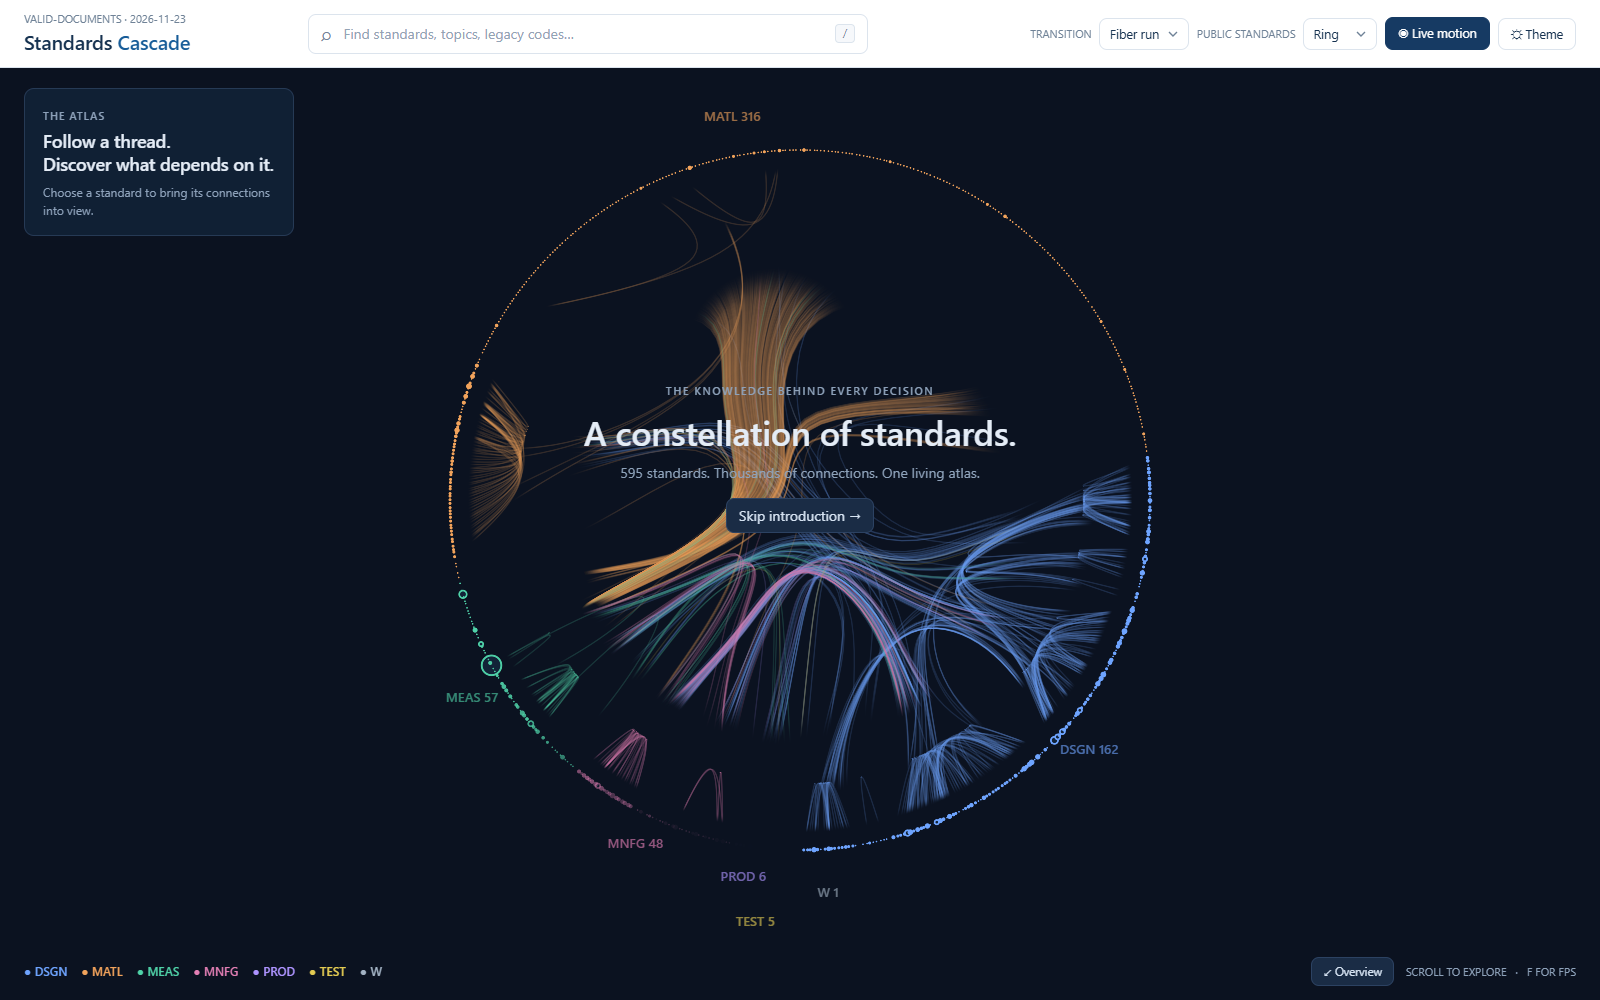 VALID-DOCUMENTS · 2026-11-23
Standards Cascade
Find standards, topics, legacy codes...
/
TRANSITION
Fiber run
PUBLIC STANDARDS
Ring
Live motion
Theme
THE ATLAS
Follow a thread.
Discover what depends on it.
Choose a standard to bring its connections
into view.
MATL 316
THE KNOWLEDGE BEHIND EVERY DECISION
A constellation of standards.
595 standards. Thousands of connections. One living atlas.
Skip introduction →
MEAS 57
DSGN 162
MNFG 48
PROD 6
W 1
TEST 5
DSGN
MATL
MEAS
MNFG
PROD
TEST
W
↙ Overview
SCROLL TO EXPLORE · F FOR FPS